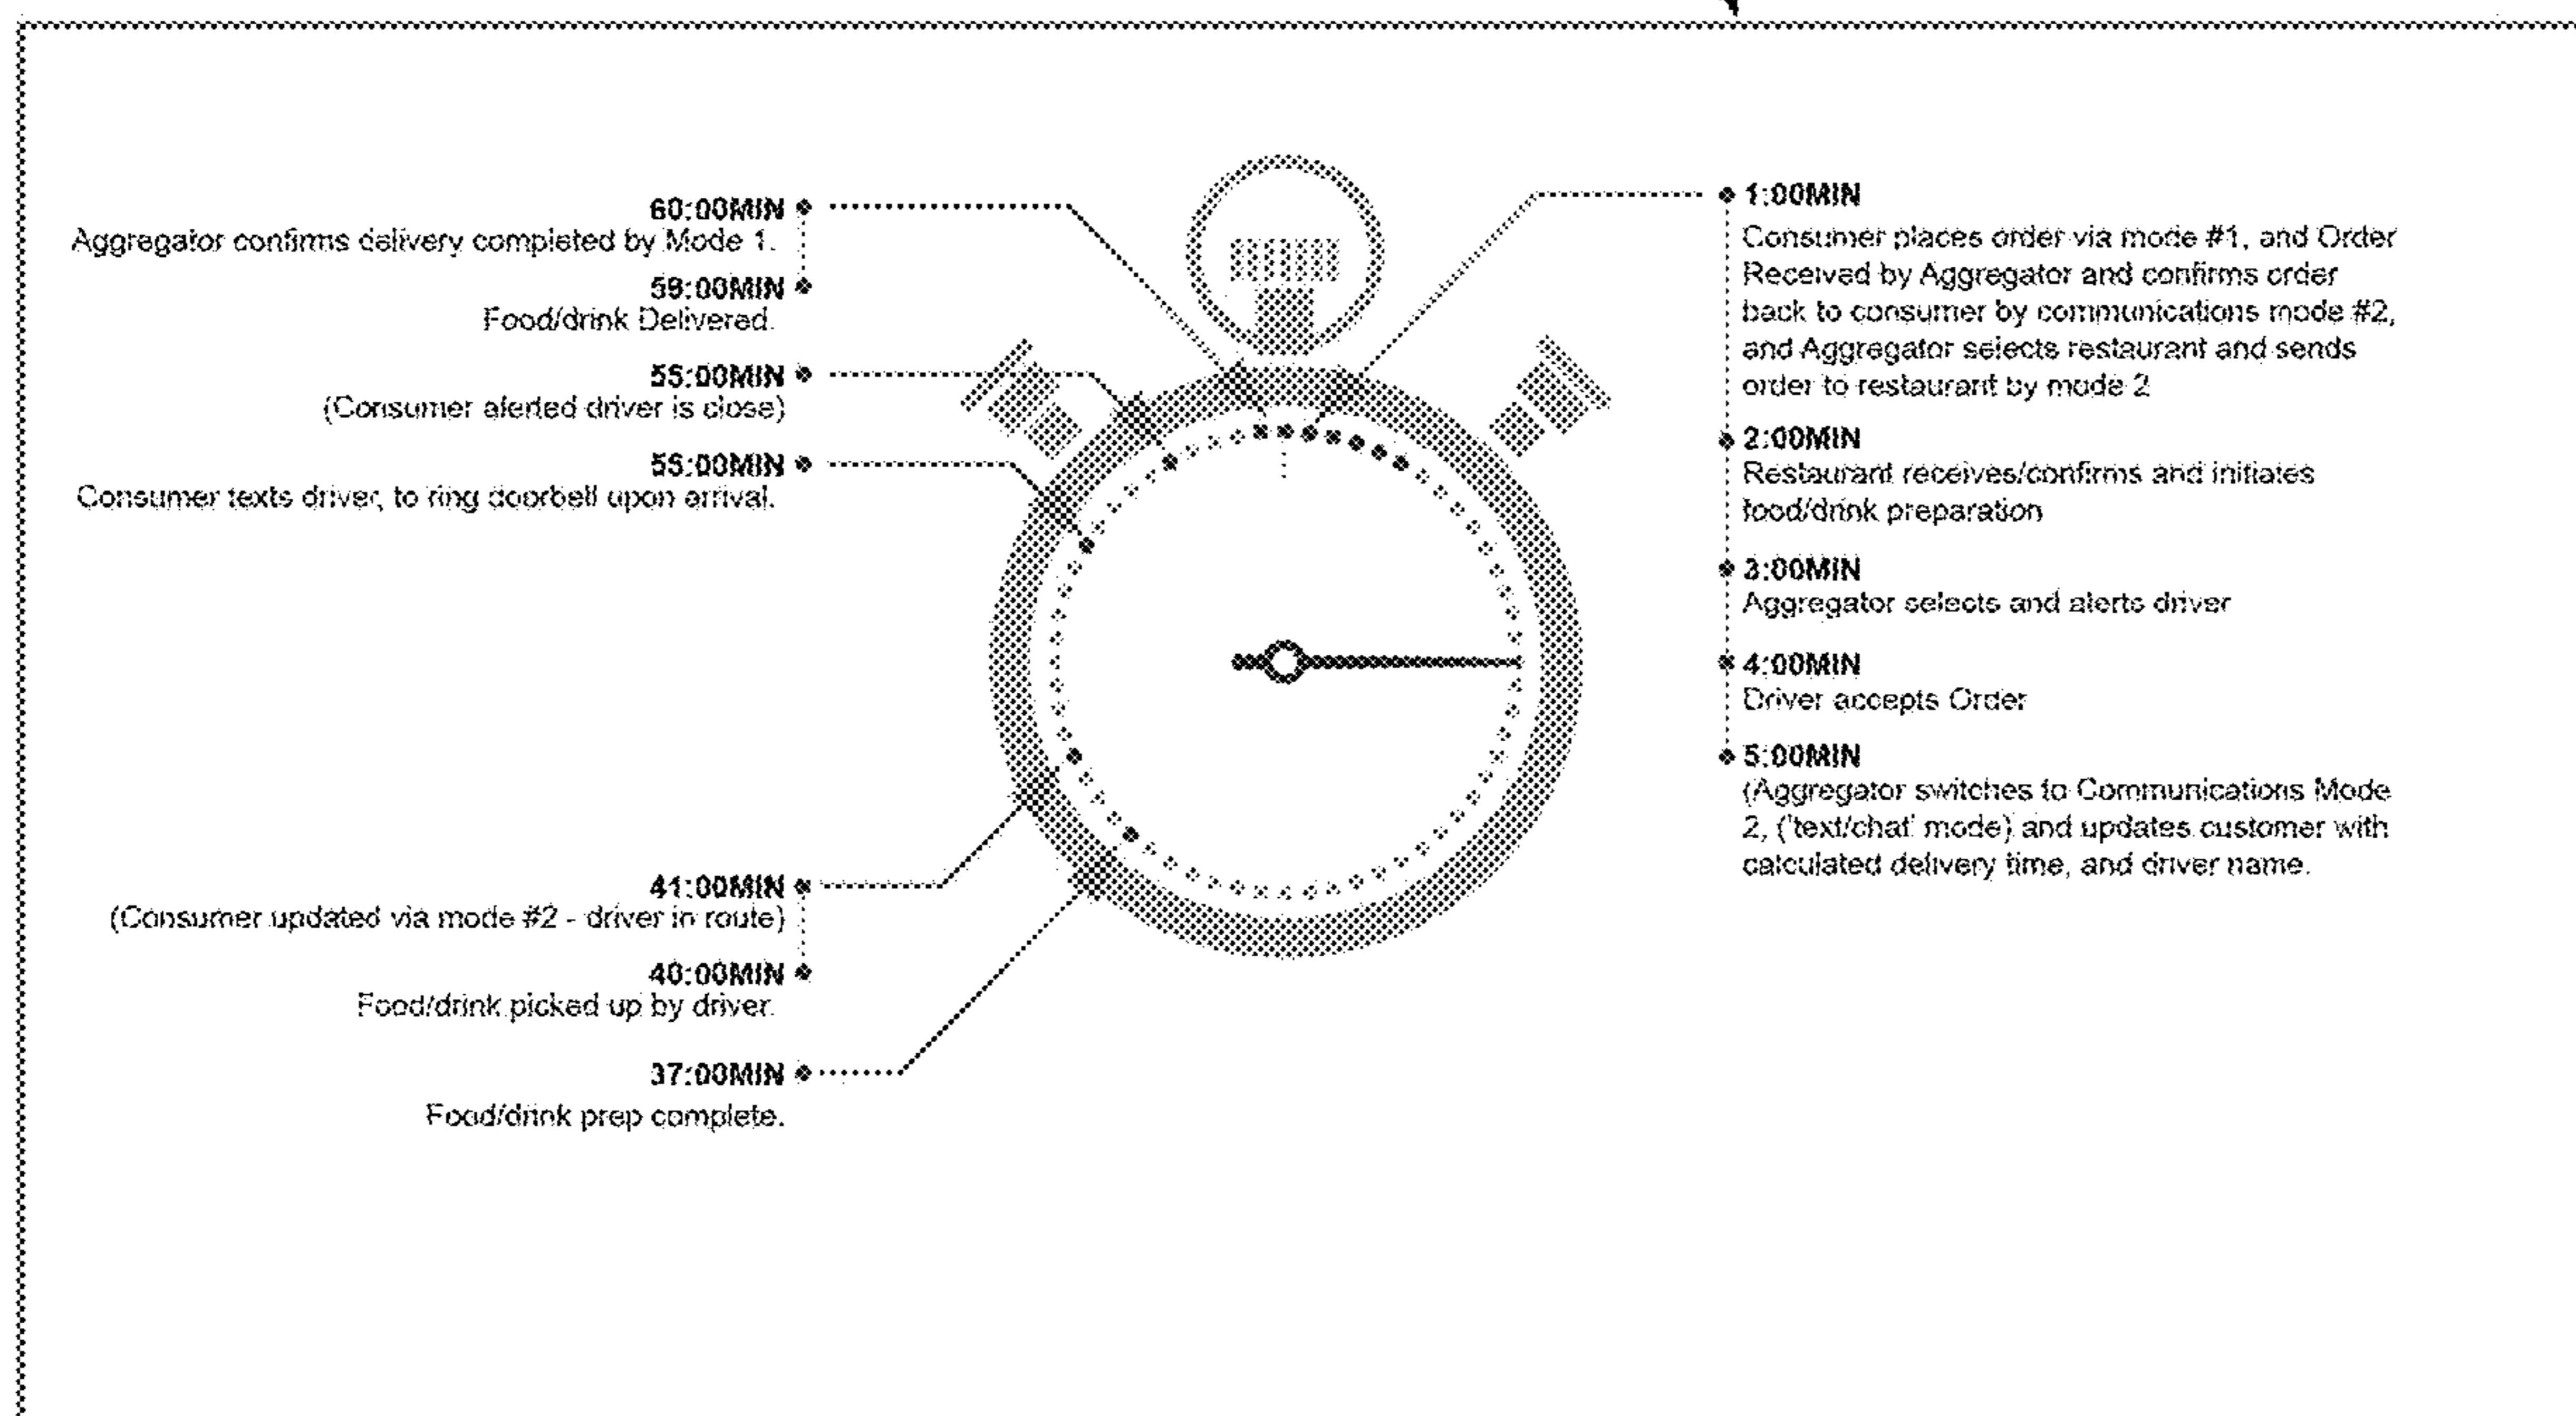 60:00MIN
Aggregator confirms delivery completed by Mode 1.
59:00MIN
Food/drink Delivered.
55:00MIN
(Consumer alerted driver is close)
55:00MIN
Consumer texts driver, to ring doorbell upon arrival.
41:00MIN
(Consumer updated via mode #2 - driver in route)
40:00MIN
Food/drink picked up by driver.
37:00MIN
Food/drink prep complete.
1:00MIN
Consumer places order via mode #1, and Order
Received by Aggregator and confirms order
back to consumer by communications mode #2,
and Aggregator selects restaurant and sends
order to restaurant by mode 2
2:00MIN
Restaurant receives/confirms and initiates
food/drink preparation
3:00MIN
Aggregator selects and alerts driver
4:00MIN
Driver accepts Order
5:00MIN
(Aggregator switches to Communications Mode
2, ('text/chat' mode) and updates customer with
calculated delivery time, and driver name.